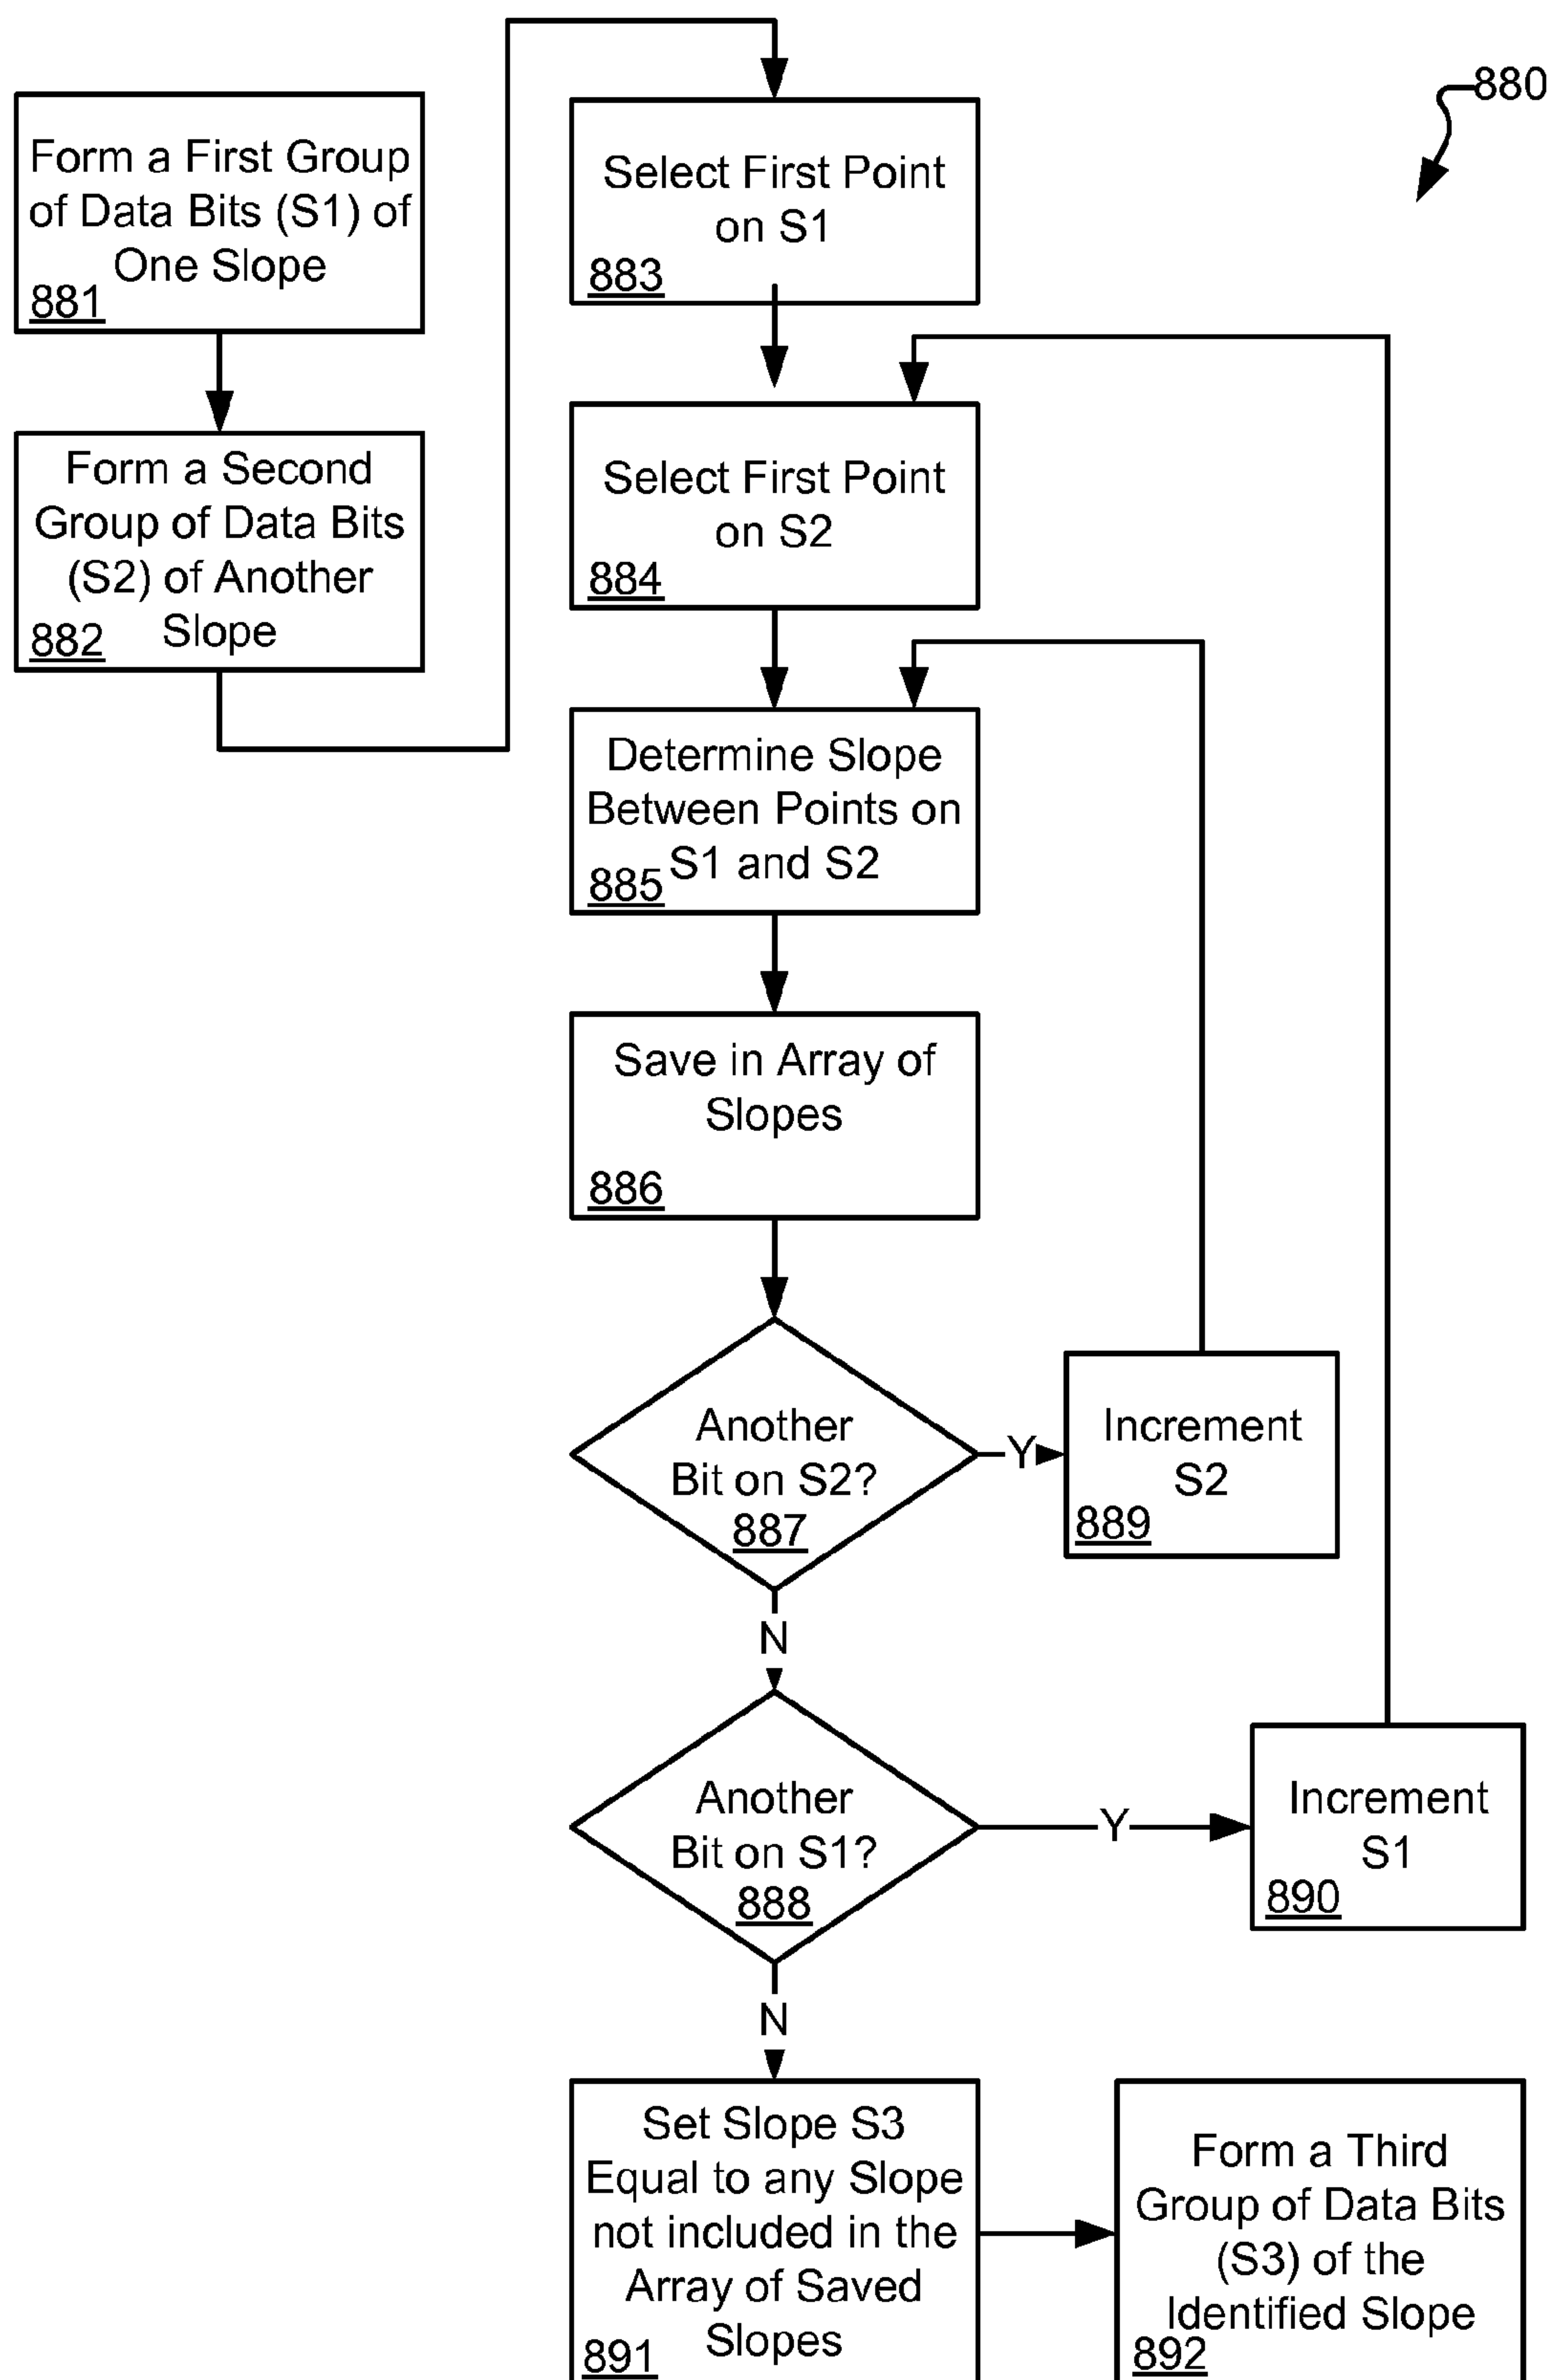 880
Form a First Group
of Data Bits (S1) of
One Slope
881
Form a Second
Group of Data Bits
(S2) of Another
Slope
882
Select First Point
on S1
883
Select First Point
on S2
884
Determine Slope
Between Points on
S1 and S2
885
Save in Array of
Slopes
886
Another
Bit on S2?
887
Y
Increment
S2
889
N
Another
Bit on S1?
888
Y
Increment
S1
890
N
Set Slope S3
Equal to any Slope
not included in the
Array of Saved
Slopes
891
Form a Third
Group of Data Bits
(S3) of the
Identified Slope
892